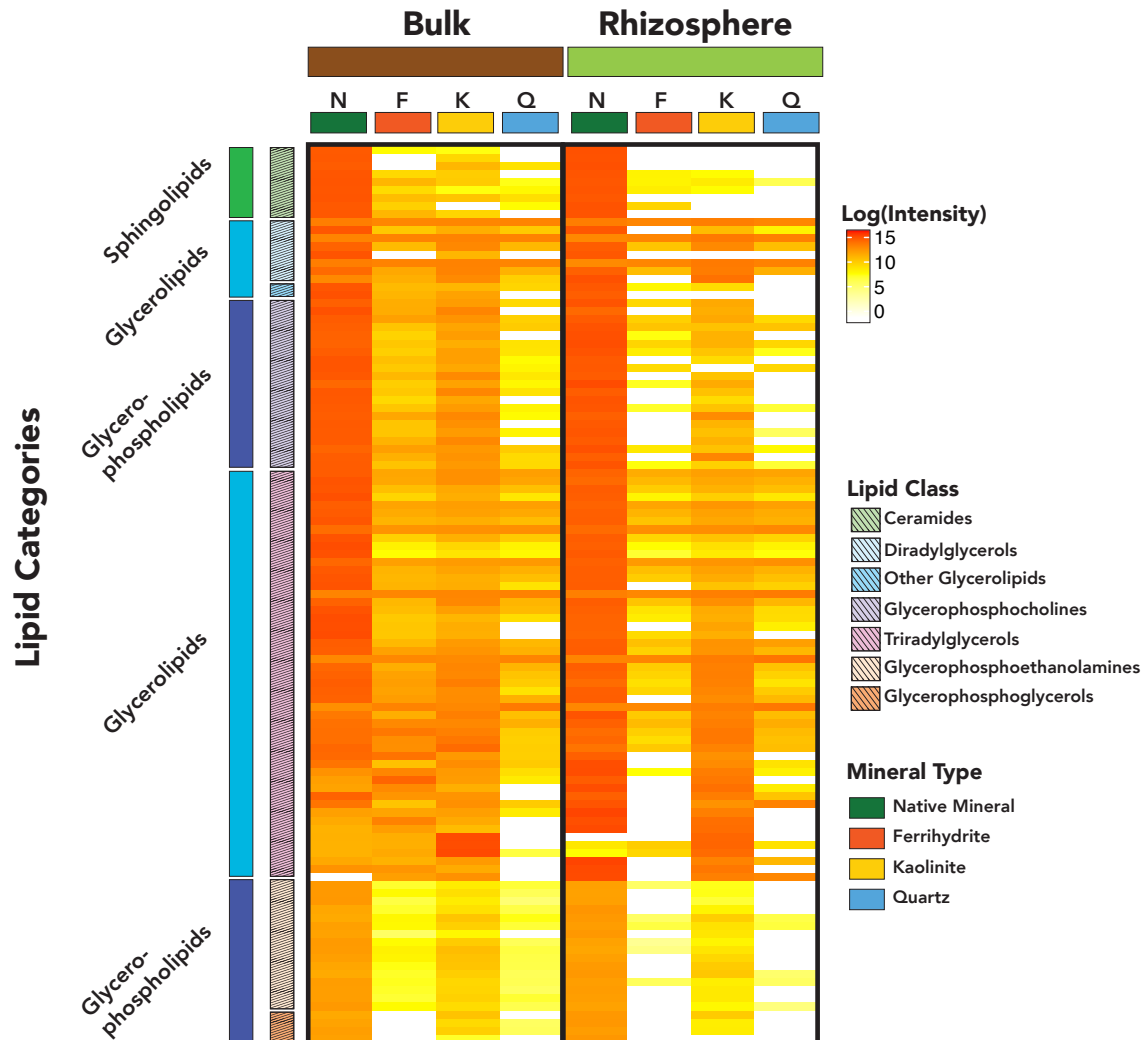 Bulk
Rhizosphere
N F K Q N F K Q
Sphingolipids
Glycerolipids
Glycero-
phospholipids
Glycerolipids
Glycero-
phospholipids
Lipid Categories
Log(Intensity)
15
10
5
0
Lipid Class
Ceramides
Diradylglycerols
Other Glycerolipids
Glycerophosphocholines
Triradylglycerols
Glycerophosphoethanolamines
Glycerophosphoglycerols
Mineral Type
Native Mineral
Ferrihydrite
Kaolinite
Quartz